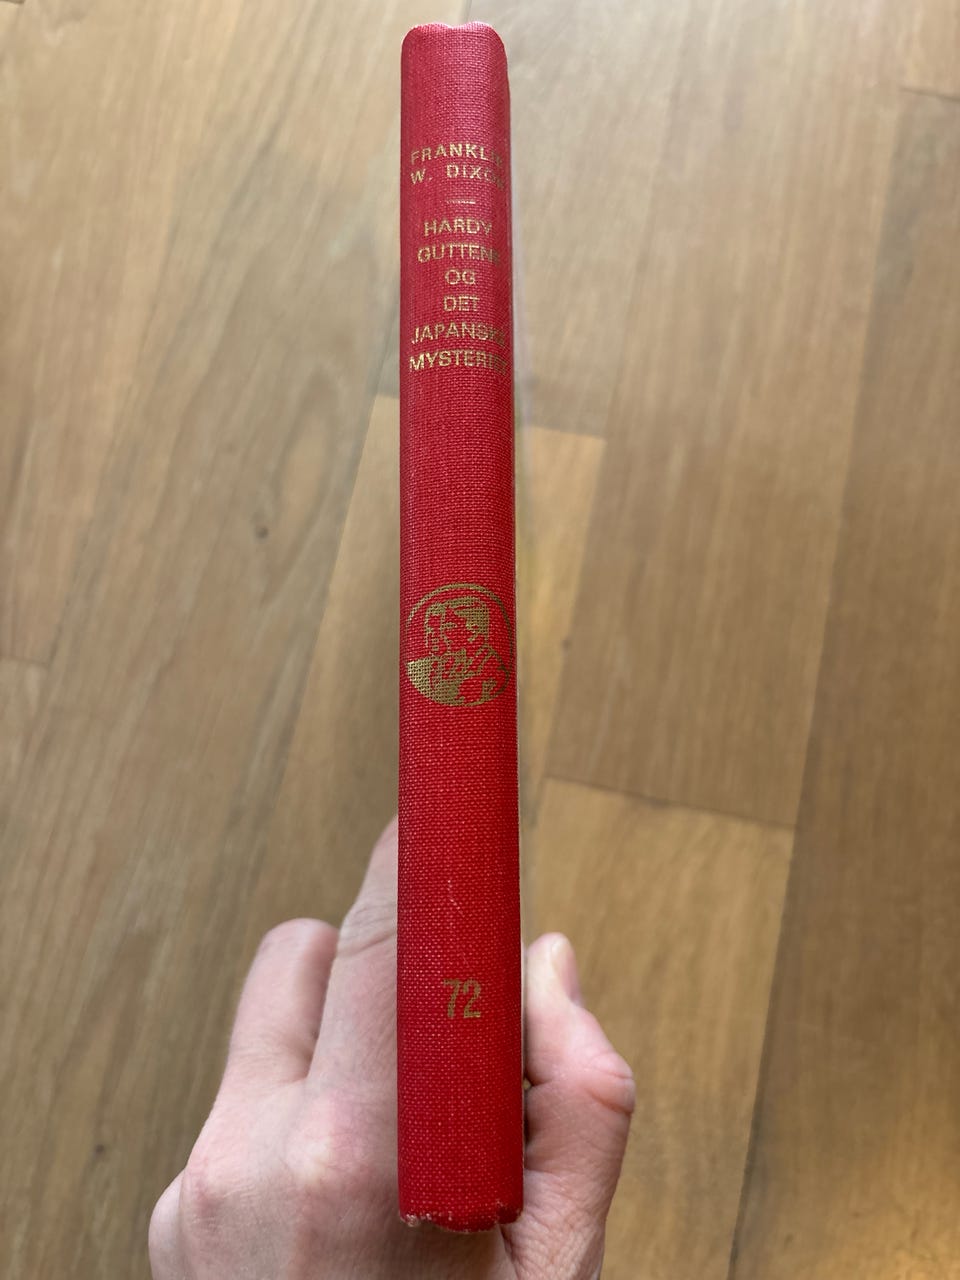 FRANKLIN
W. DIXON
HARDY
GUTTENE
OG
DET
JAPANSKE
MYSTERIET
72